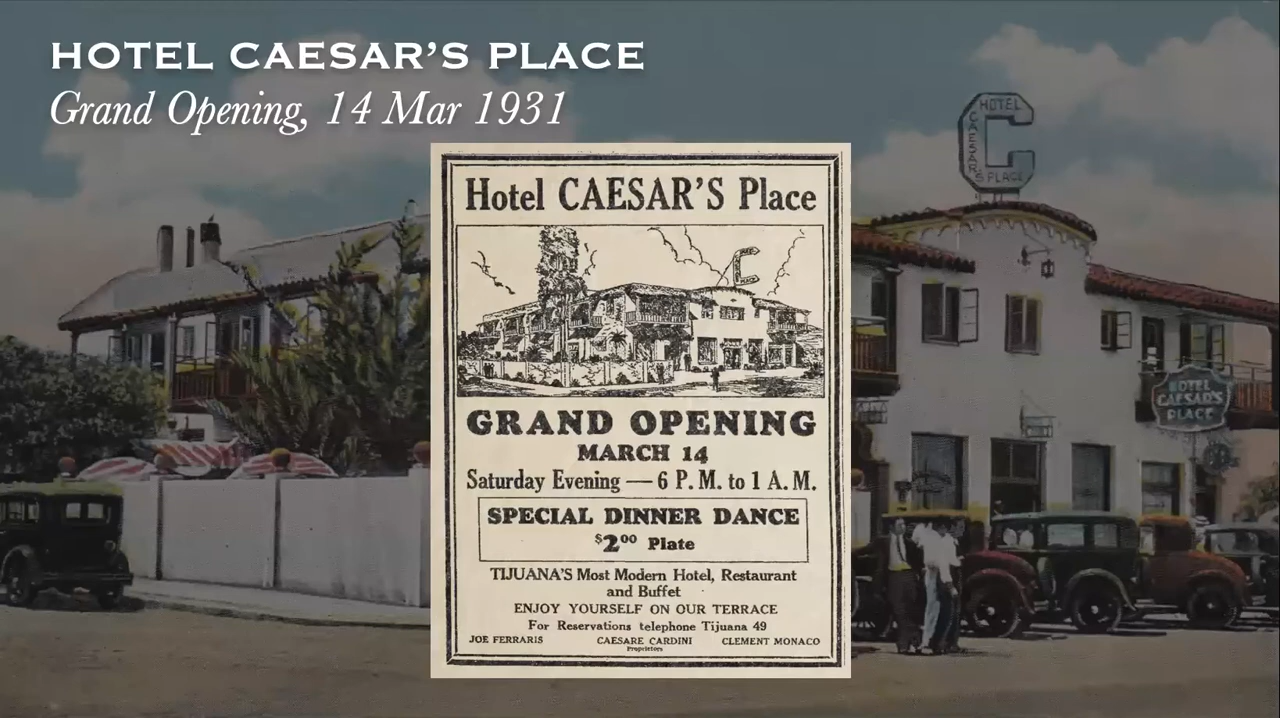 HOTEL CAESAR'S PLACE
Grand Opening, 14 Mar 1931
HOTEL
CAESAR'S
PLACE
C
Hotel CAESAR'S Place
C
GRAND OPENING
MARCH 14
Saturday Evening — 6 P. M. to 1 A. M.
SPECIAL DINNER DANCE
$200 Plate
TIJUANA'S Most Modern Hotel, Restaurant
and Buffet
ENJOY YOURSELF ON OUR TERRACE
For Reservations telephone Tijuana 49
JOE FERRARIS CAESARE CARDINI CLEMENT MONACO
Proprietors
HOTEL
CAESAR'S
PLACE